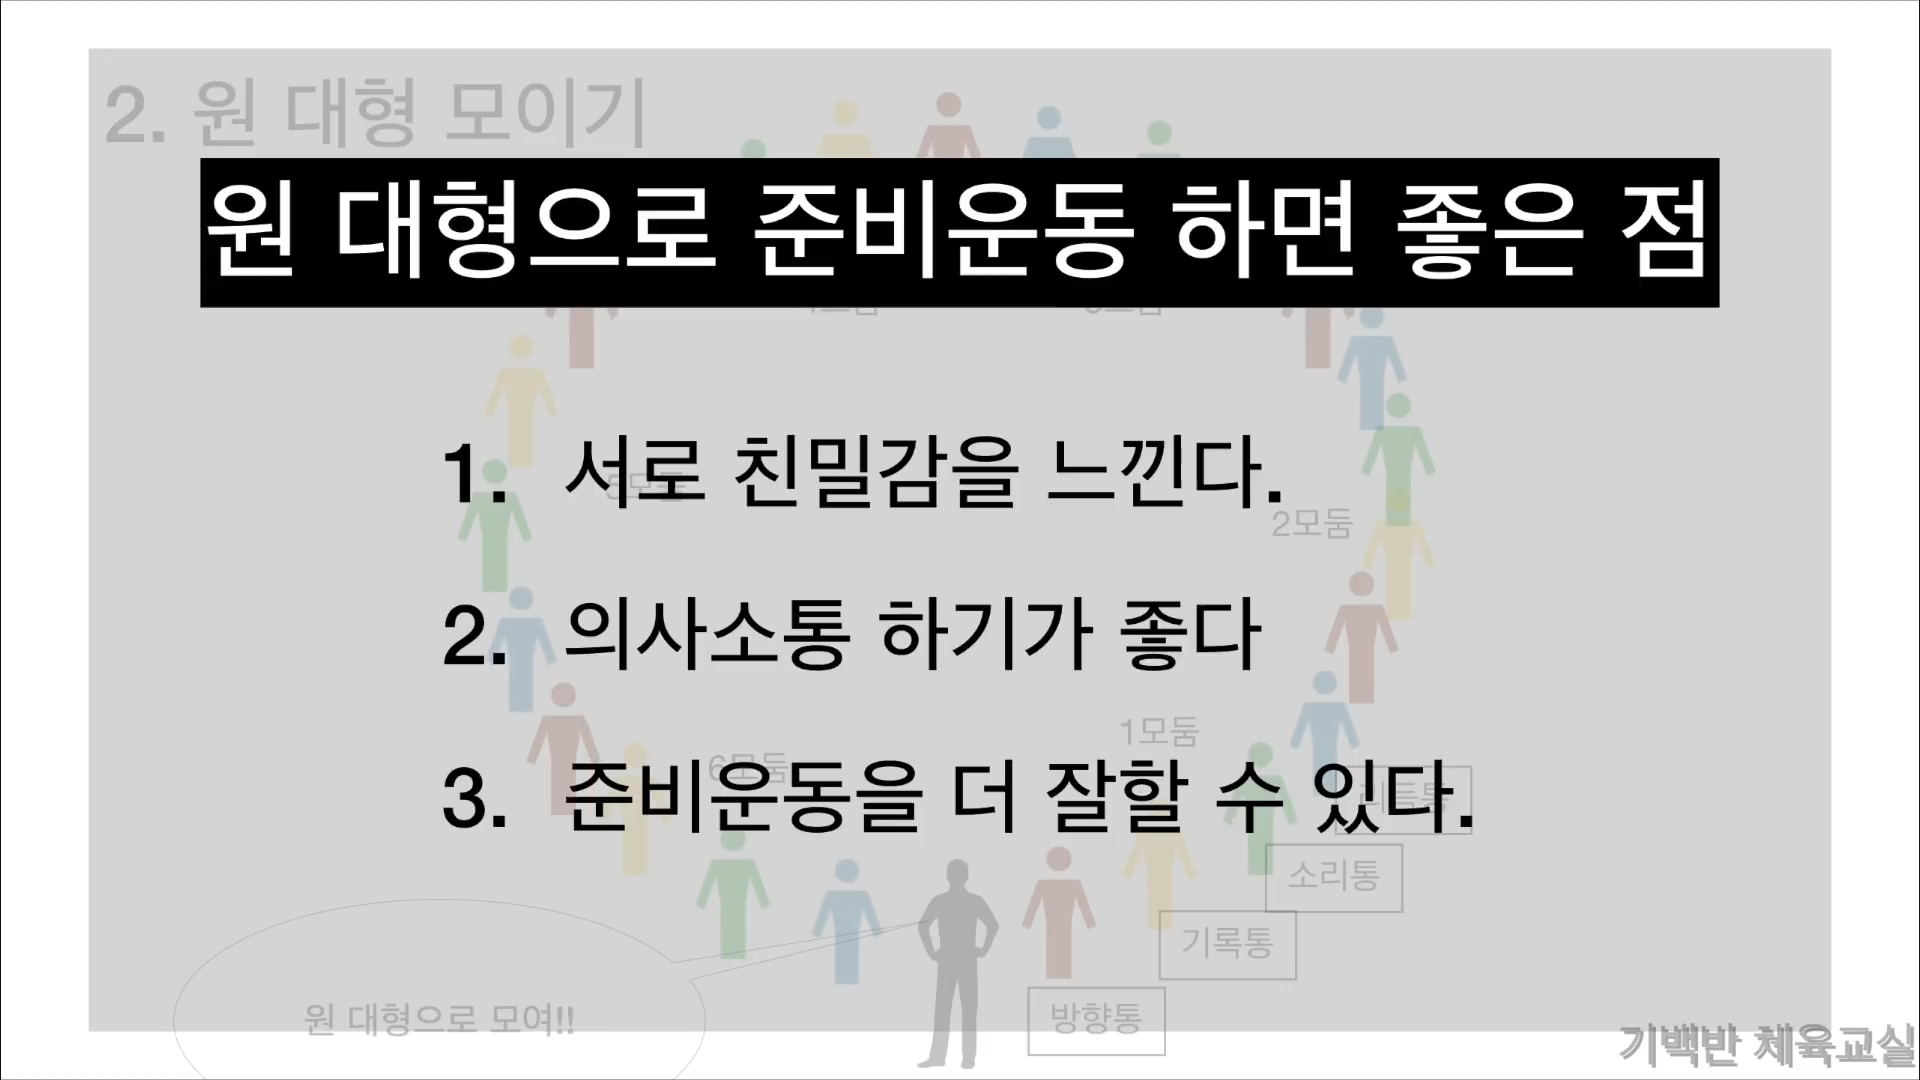 2. 원 대형 모이기
원 대형으로 준비운동 하면 좋은 점
1. 서로 친밀감을 느낀다.
2모둠
2. 의사소통 하기가 좋다
1모둠
6모둠
3. 준비운동을 더 잘할 수 있다.
소리통
기록통
원 대형으로 모여!!
방향통
기백반 체육교실